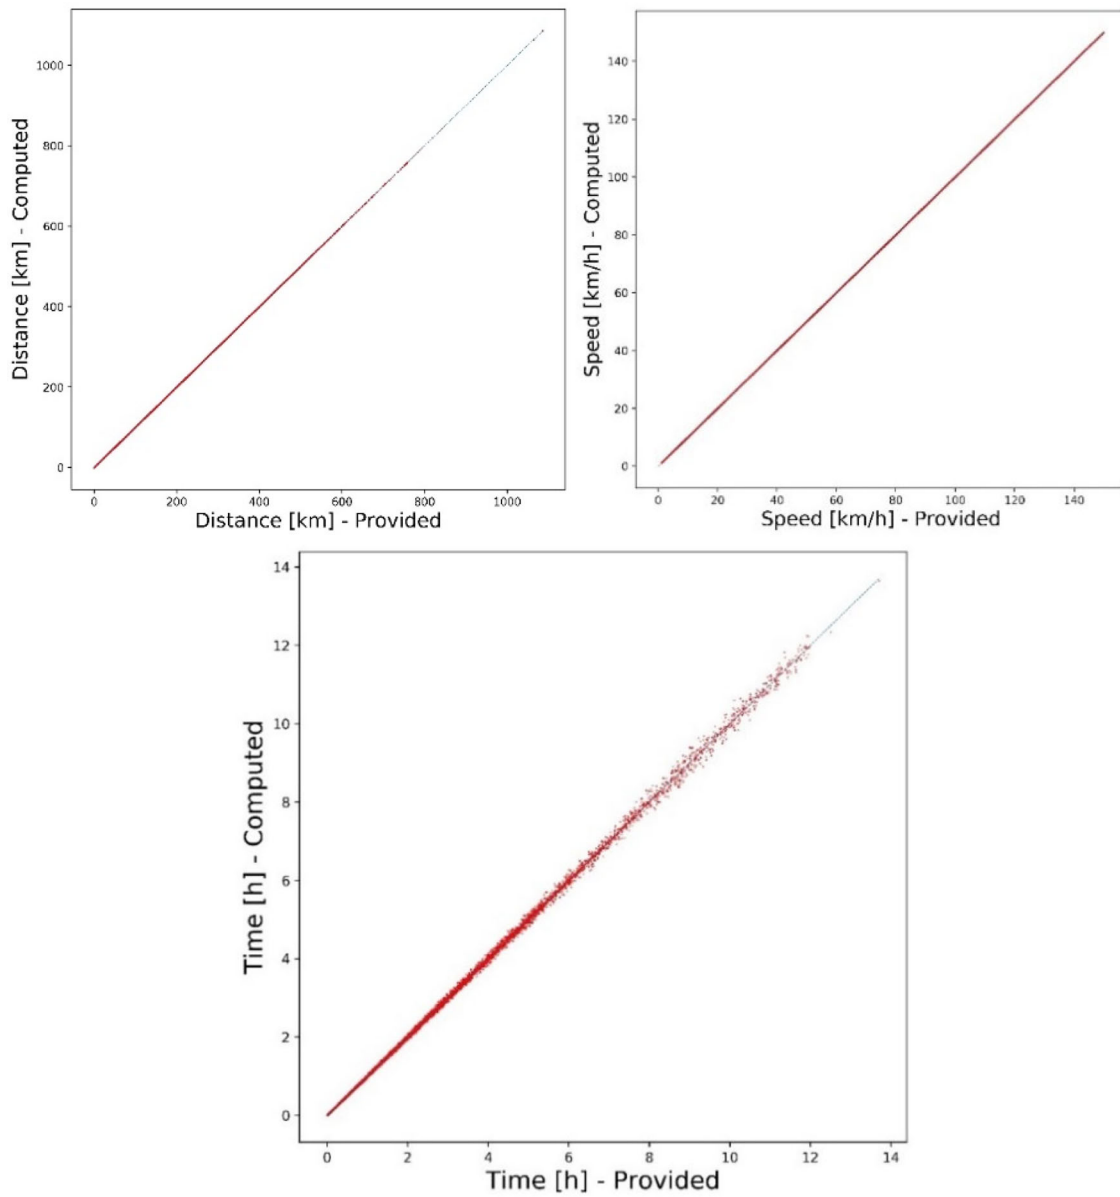 1000
800
600
400
200
0
Distance [km] - Computed
0 200 400 600 800 1000
Distance [km] - Provided
140
120
100
80
60
40
20
0
Speed [km/h] - Computed
0 20 40 60 80 100 120 140
Speed [km/h] - Provided
14
12
10
8
6
4
2
0
Time [h] - Computed
0 2 4 6 8 10 12 14
Time [h] - Provided